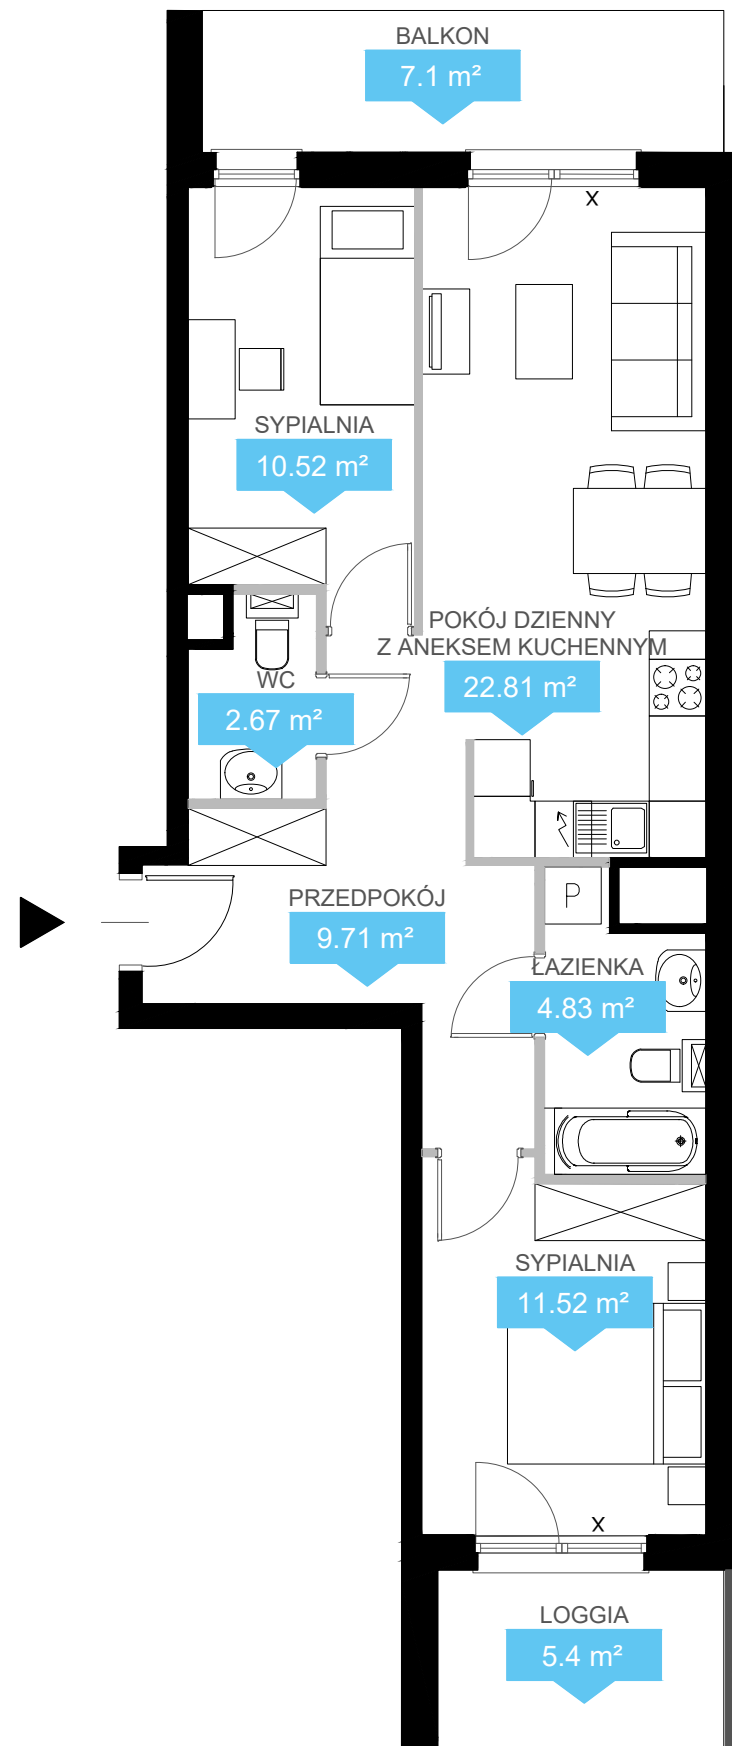 BALKON
7.1 m²
X
SYPIALNIA
10.52 m²
POKÓJ DZIENNY
Z ANEKSEM KUCHENNYM
22.81 m²
WC
2.67 m²
PRZEDPOKÓJ
9.71 m²
P
ŁAZIENKA
4.83 m²
SYPIALNIA
11.52 m²
X
LOGGIA
5.4 m²